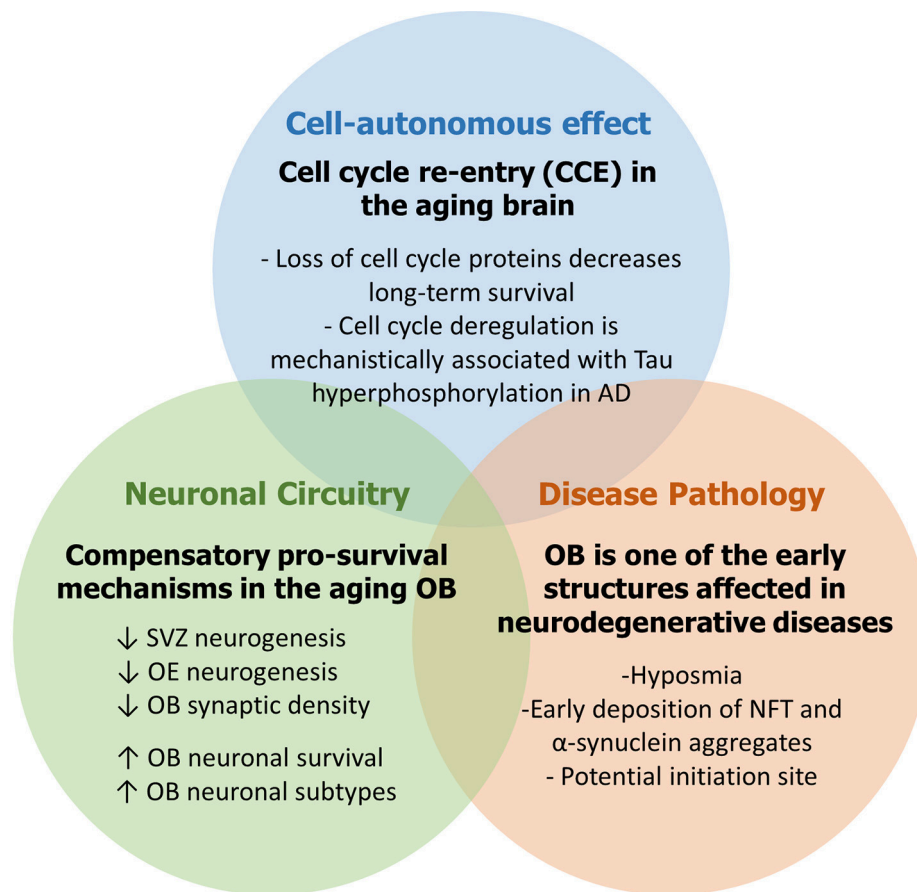 Cell-autonomous effect
Cell cycle re-entry (CCE) in
the aging brain
- Loss of cell cycle proteins decreases
long-term survival
- Cell cycle deregulation is
mechanistically associated with Tau
hyperphosphorylation in AD
Neuronal Circuitry
Compensatory pro-survival
mechanisms in the aging OB
↓ SVZ neurogenesis
↓ OE neurogenesis
↓ OB synaptic density
↑ OB neuronal survival
↑ OB neuronal subtypes
Disease Pathology
OB is one of the early
structures affected in
neurodegenerative diseases
-Hyposmia
-Early deposition of NFT and
α-synuclein aggregates
- Potential initiation site